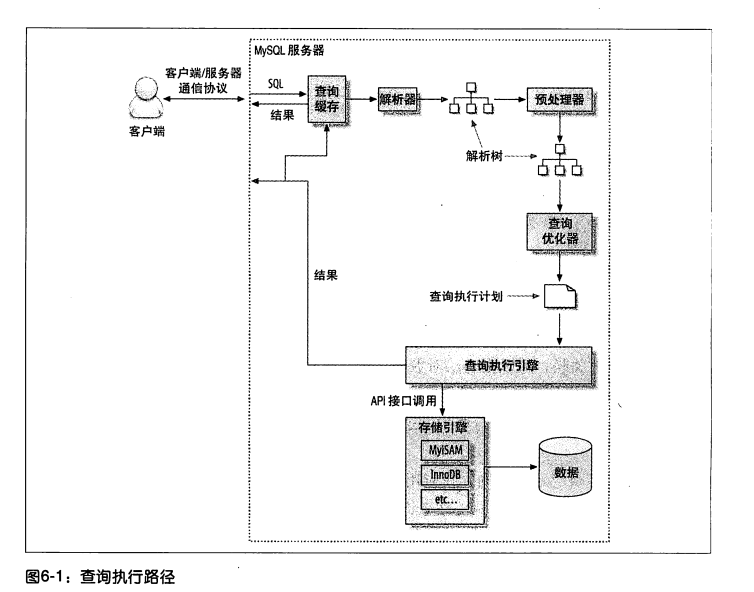 MySQL 服务器
客户端/服务器
通信协议
SQL
结果
客户端
查询
缓存
解析器
预处理器
解析树
查询
优化器
结果
查询执行计划
查询执行引擎
API 接口调用
存储引擎
MyISAM
InnoDB
etc...
数据
图6-1：查询执行路径